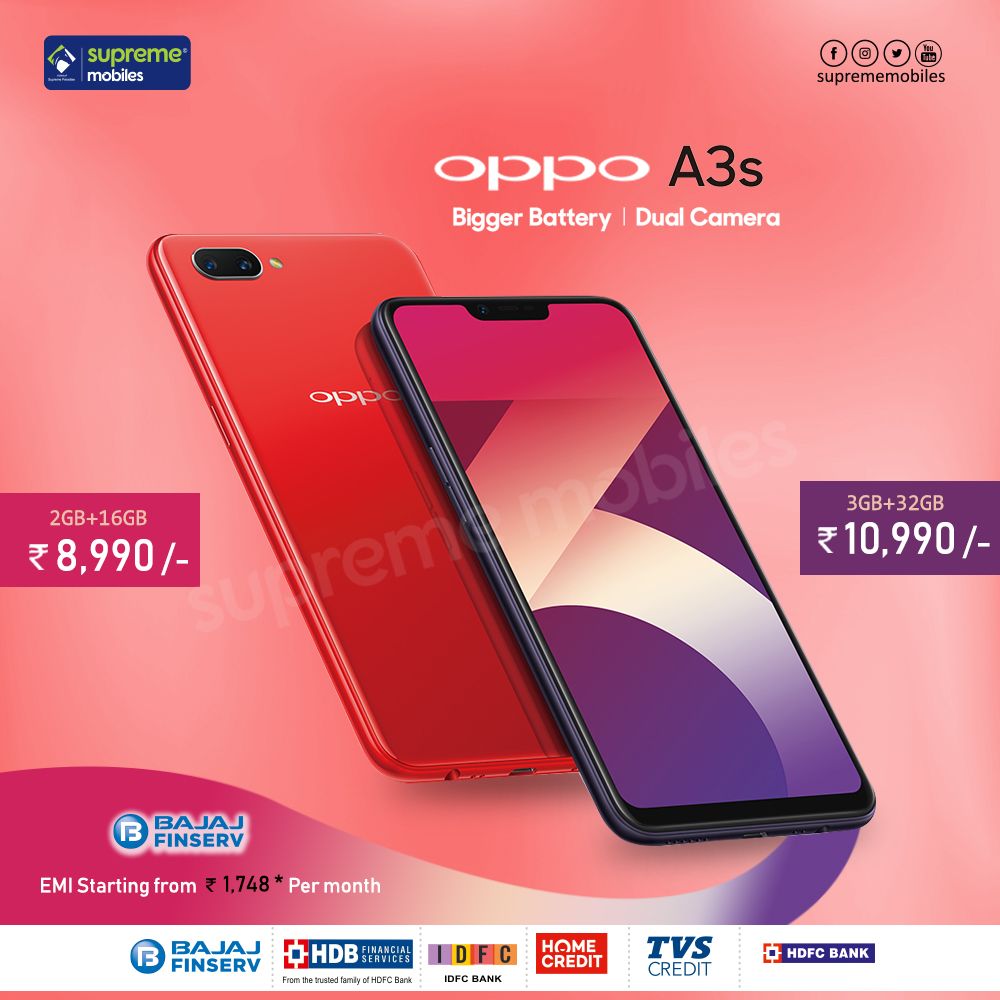 supreme®
mobiles
Supreme Paradise
suprememobiles
oppo A3s
Bigger Battery | Dual Camera
oppo
supreme mobiles
2GB+16GB
₹ 8,990/-
3GB+32GB
₹ 10,990/-
BAJAJ
FINSERV
EMI Starting from ₹ 1,748 * Per month
BAJAJ
FINSERV
HDB FINANCIAL
SERVICES
From the trusted family of HDFC Bank
IDFC
IDFC BANK
HOME
CREDIT
TVS
CREDIT
HDFC BANK